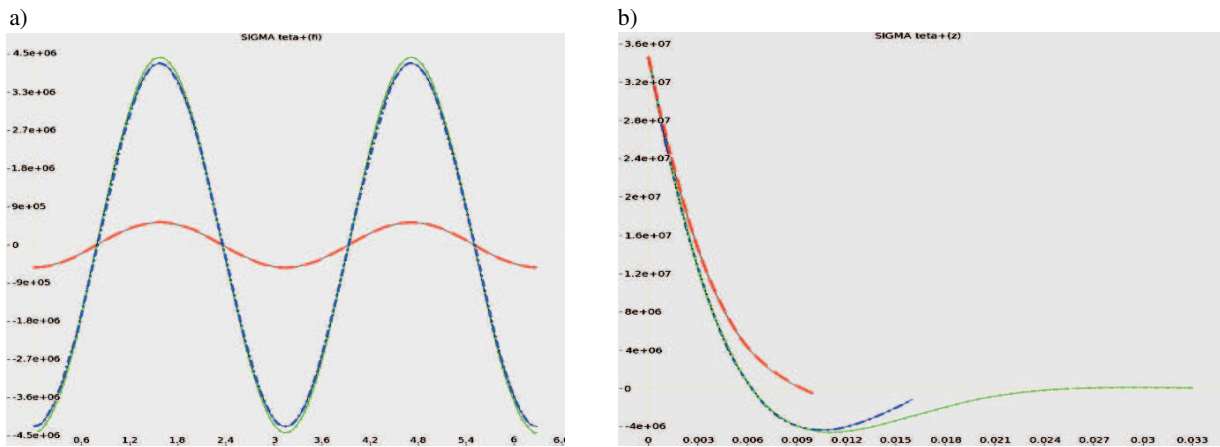 a)
SIGMA teta+(fi)
4.5e+06
3.3e+06
2.7e+06
1.8e+06
9e+05
0
-9e+05
-1.8e+06
-2.7e+06
-3.6e+06
-4.5e+06
0,6 1,2 1,8 2,4 3 3,6 4,2 4,8 5,4 6 6,6
b)
SIGMA teta+(z)
3.6e+07
3.2e+07
2.8e+07
2.4e+07
2e+07
1.6e+07
1.2e+07
8e+06
4e+06
0
-4e+06
0 0.003 0.006 0.009 0.012 0.015 0.018 0.021 0.024 0.027 0.03 0.033